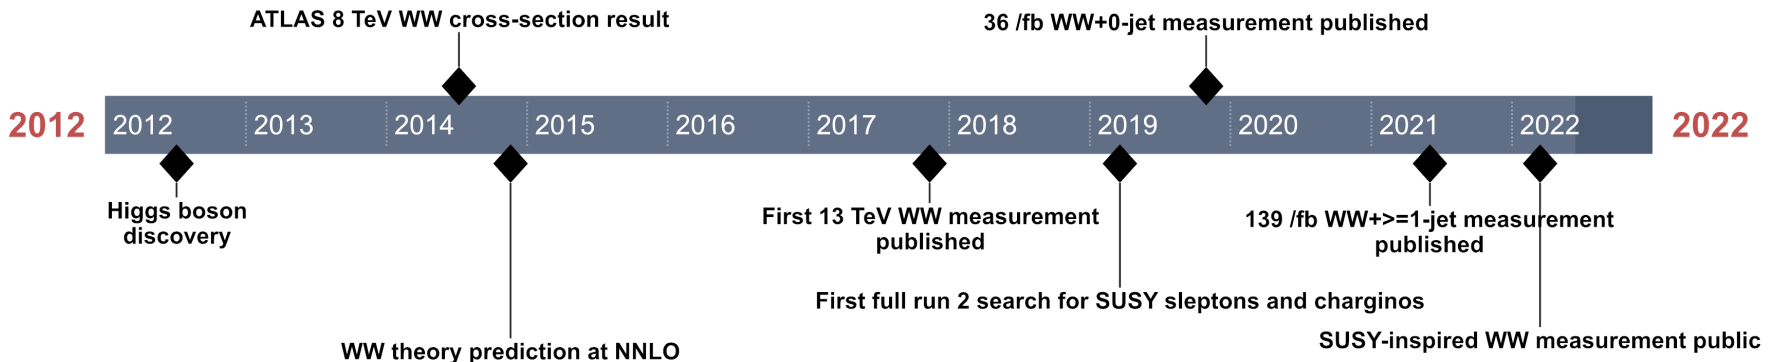 ATLAS 8 TeV WW cross-section result
36 /fb WW+0-jet measurement published
2012
2012
2013
2014
2015
2016
2017
2018
2019
2020
2021
2022
2022
Higgs boson
discovery
First 13 TeV WW measurement
published
139 /fb WW+>=1-jet measurement
published
First full run 2 search for SUSY sleptons and charginos
SUSY-inspired WW measurement public
WW theory prediction at NNLO